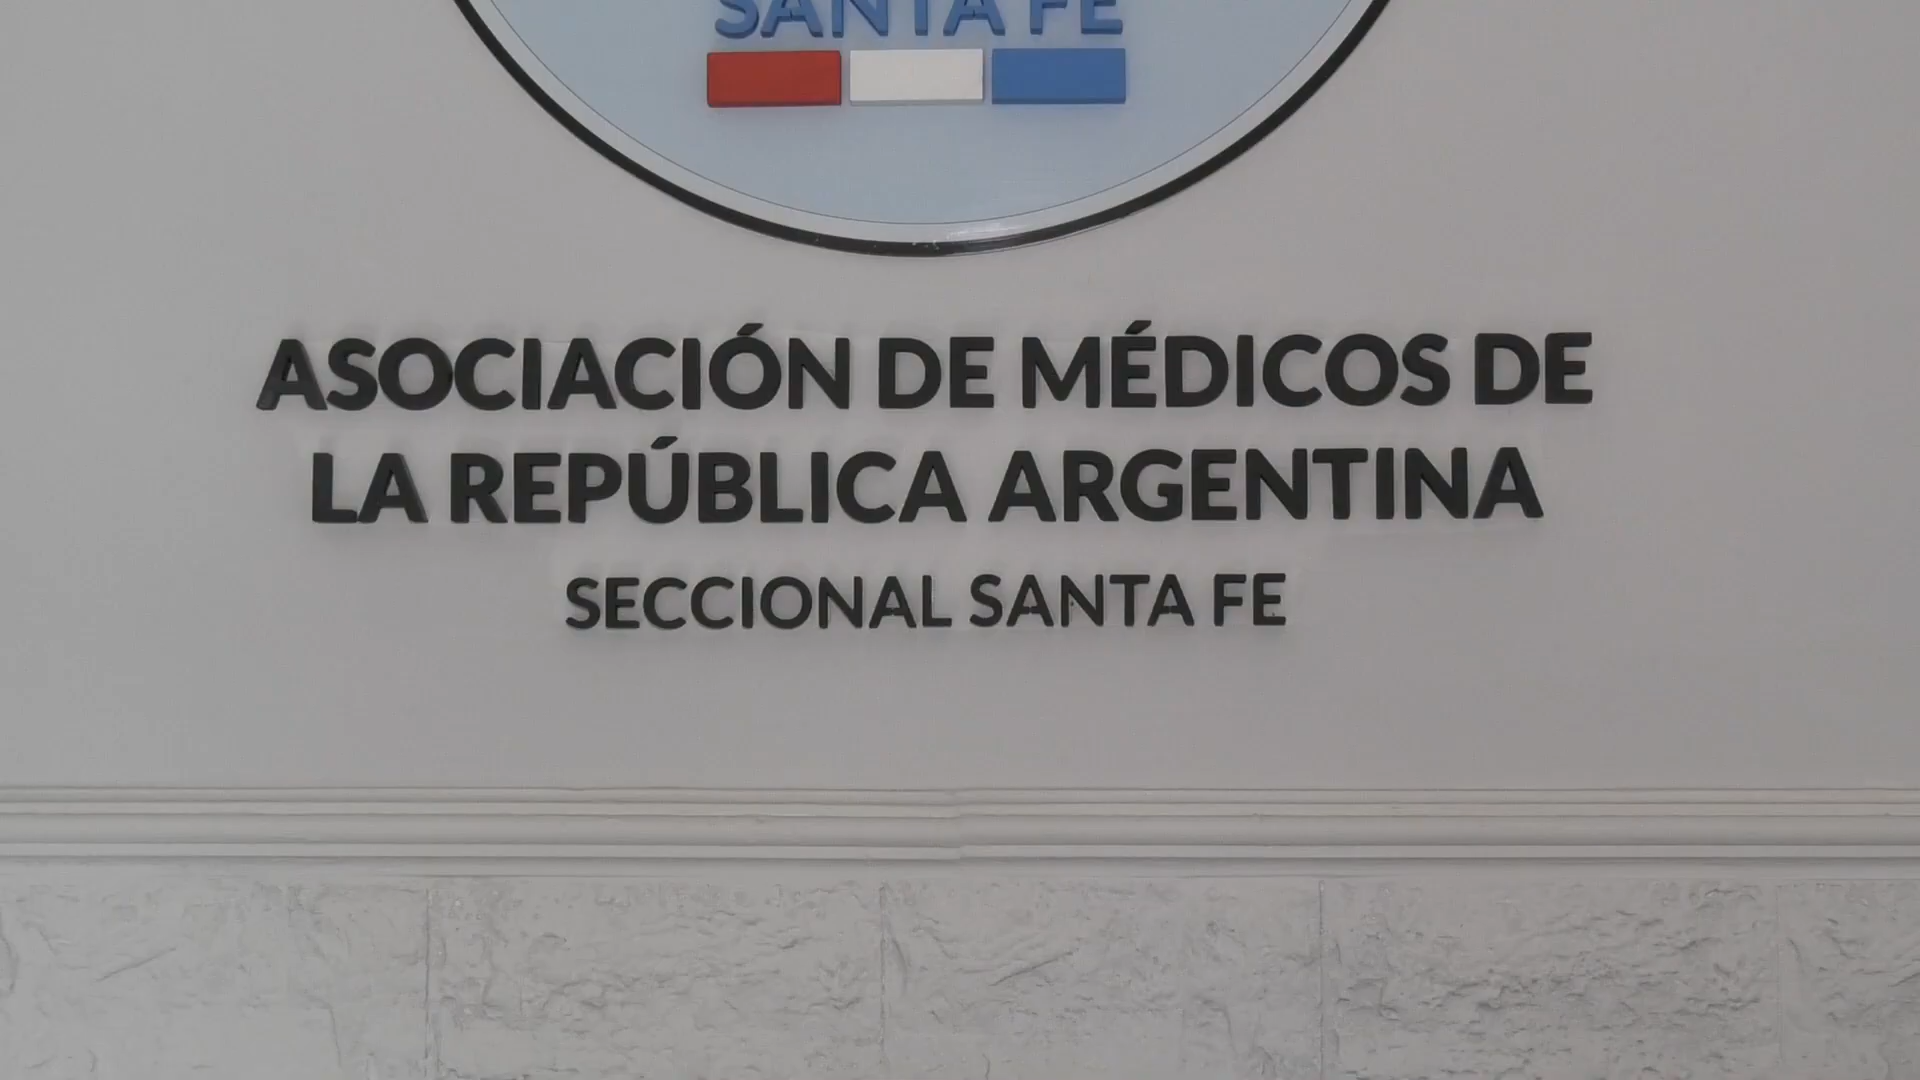 SANTA FE
ASOCIACIÓN DE MÉDICOS DE
LA REPÚBLICA ARGENTINA
SECCIONAL SANTA FE